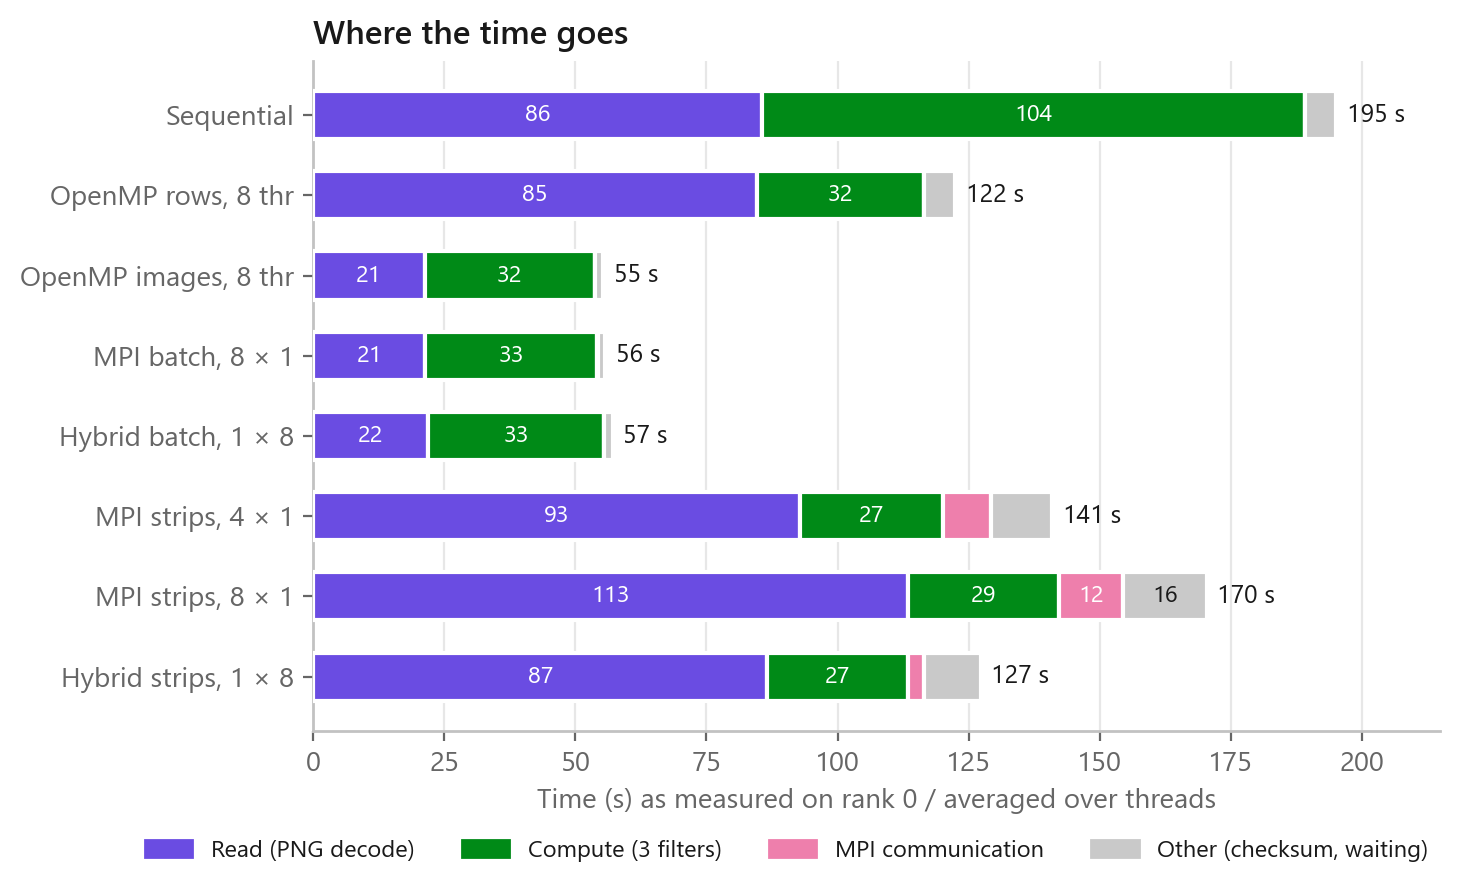 Where the time goes
Sequential 86 104 195 s
OpenMP rows, 8 thr 85 32 122 s
OpenMP images, 8 thr 21 32 55 s
MPI batch, 8 × 1 21 33 56 s
Hybrid batch, 1 × 8 22 33 57 s
MPI strips, 4 × 1 93 27 141 s
MPI strips, 8 × 1 113 29 12 16 170 s
Hybrid strips, 1 × 8 87 27 127 s
0 25 50 75 100 125 150 175 200
Time (s) as measured on rank 0 / averaged over threads
Read (PNG decode) Compute (3 filters) MPI communication Other (checksum, waiting)